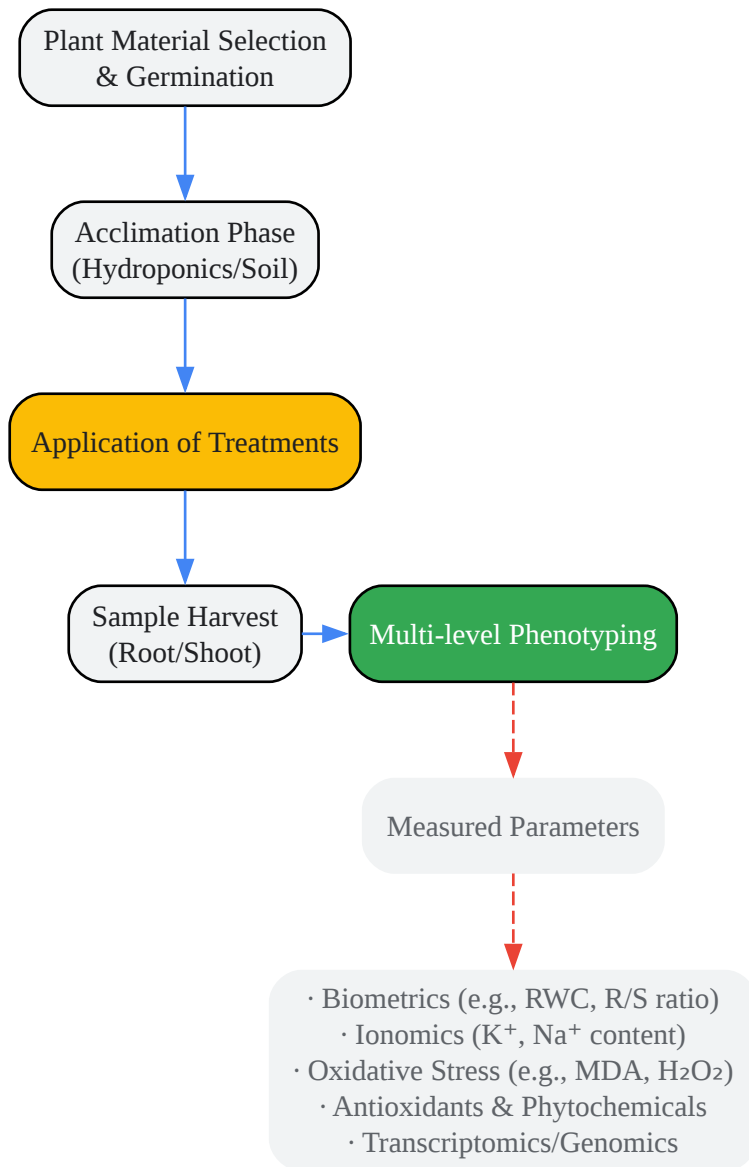 Plant Material Selection
& Germination
Acclimation Phase
(Hydroponics/Soil)
Application of Treatments
Sample Harvest
(Root/Shoot)
Multi-level Phenotyping
Measured Parameters
· Biometrics (e.g., RWC, R/S ratio)
· Ionomics (K⁺, Na⁺ content)
· Oxidative Stress (e.g., MDA, H₂O₂)
· Antioxidants & Phytochemicals
· Transcriptomics/Genomics